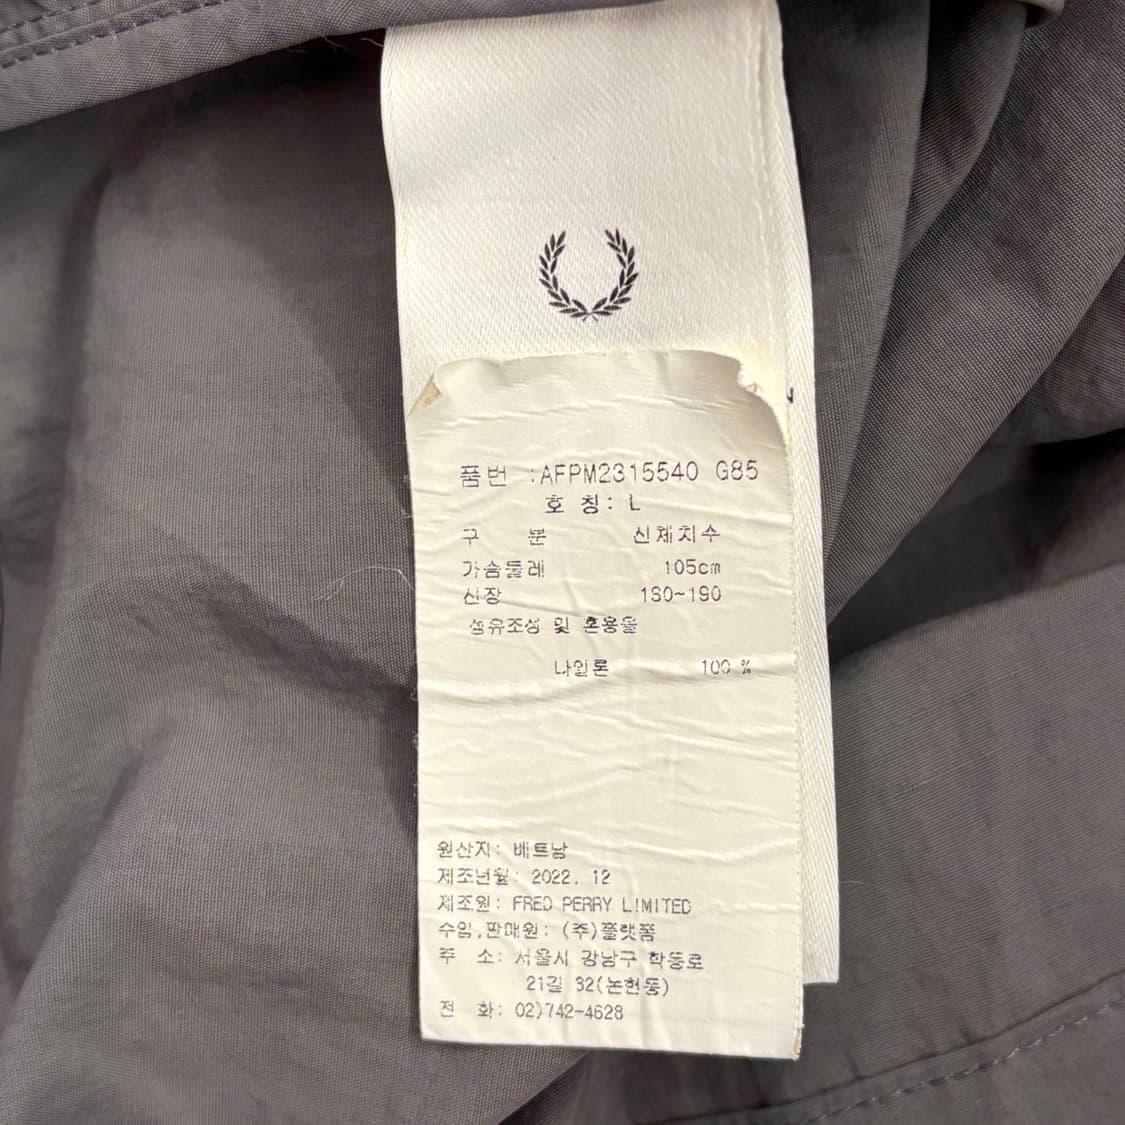 품번 :AFPM2315540 G85
호 칭: L
구 분 신체치수
가슴둘레 105cm
신장 180~190
섬유조성 및 혼용율
나일론 100 %
원산지: 베트남
제조년월: 2022. 12
제조원: FRED PERRY LIMITED
수입,판매원: (주)플랫폼
주 소: 서울시 강남구 학동로
21길 32(논현동)
전 화: 02)742-4628